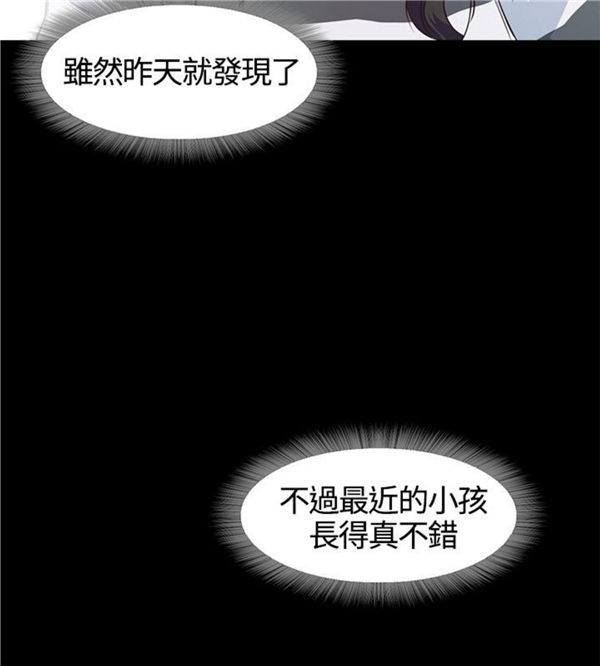 雖然昨天就發現了
不過最近的小孩
長得真不錯